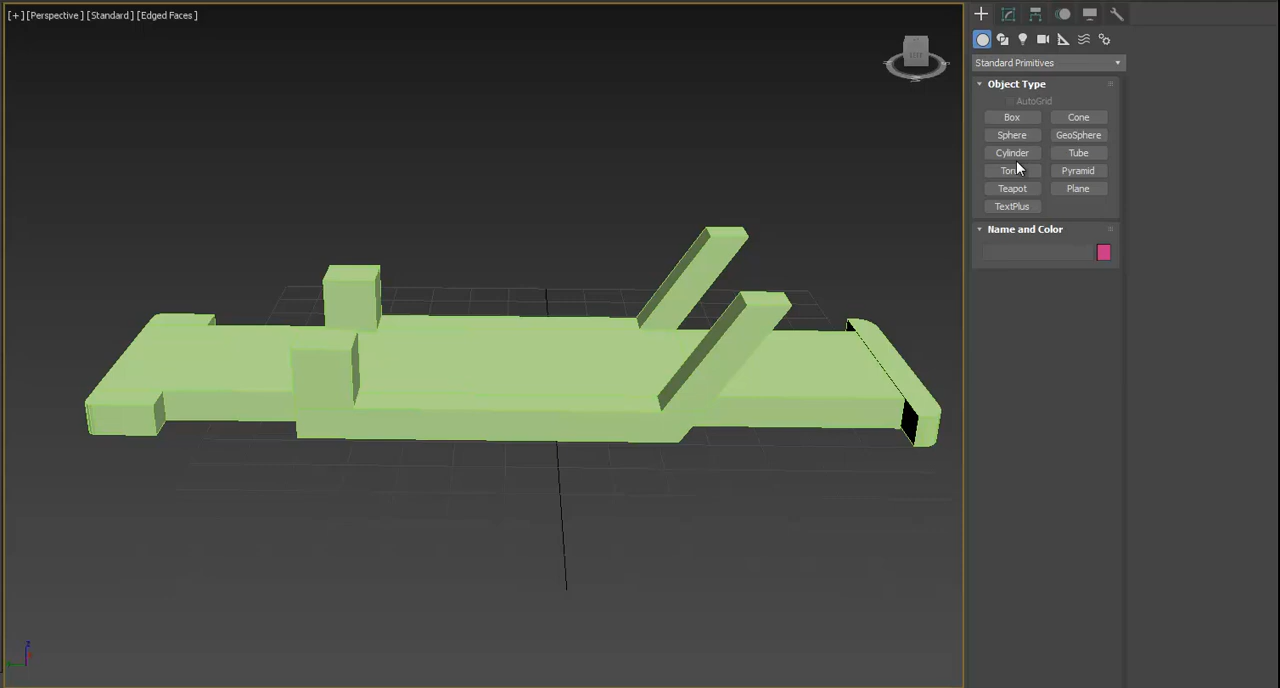 [+] [Perspective] [Standard] [Edged Faces]
Standard Primitives
Object Type
AutoGrid
Box Cone
Sphere GeoSphere
Cylinder Tube
Pyramid
Teapot Plane
TextPlus
Name and Color
z